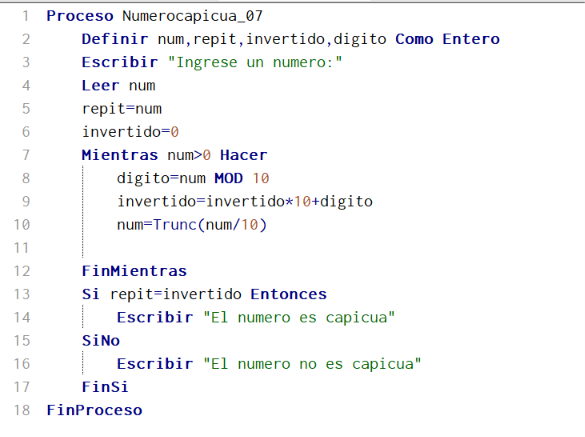 1 Proceso Numerocapicua_07
2 Definir num,repit,invertido,digito Como Entero
3 Escribir "Ingrese un numero:"
4 Leer num
5 repit=num
6 invertido=0
7 Mientras num>0 Hacer
8 digito=num MOD 10
9 invertido=invertido*10+digito
10 num=Trunc(num/10)
11
12 FinMientras
13 Si repit=invertido Entonces
14 Escribir "El numero es capicua"
15 SiNo
16 Escribir "El numero no es capicua"
17 FinSi
18 FinProceso